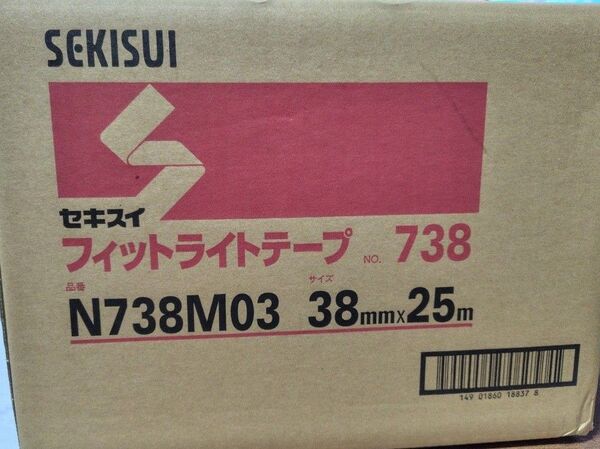 SEKISUI
セキスイ
フィットライトテープ NO. 738
品番 サイズ
N738M03 38mm×25m
149 01860 18837 8